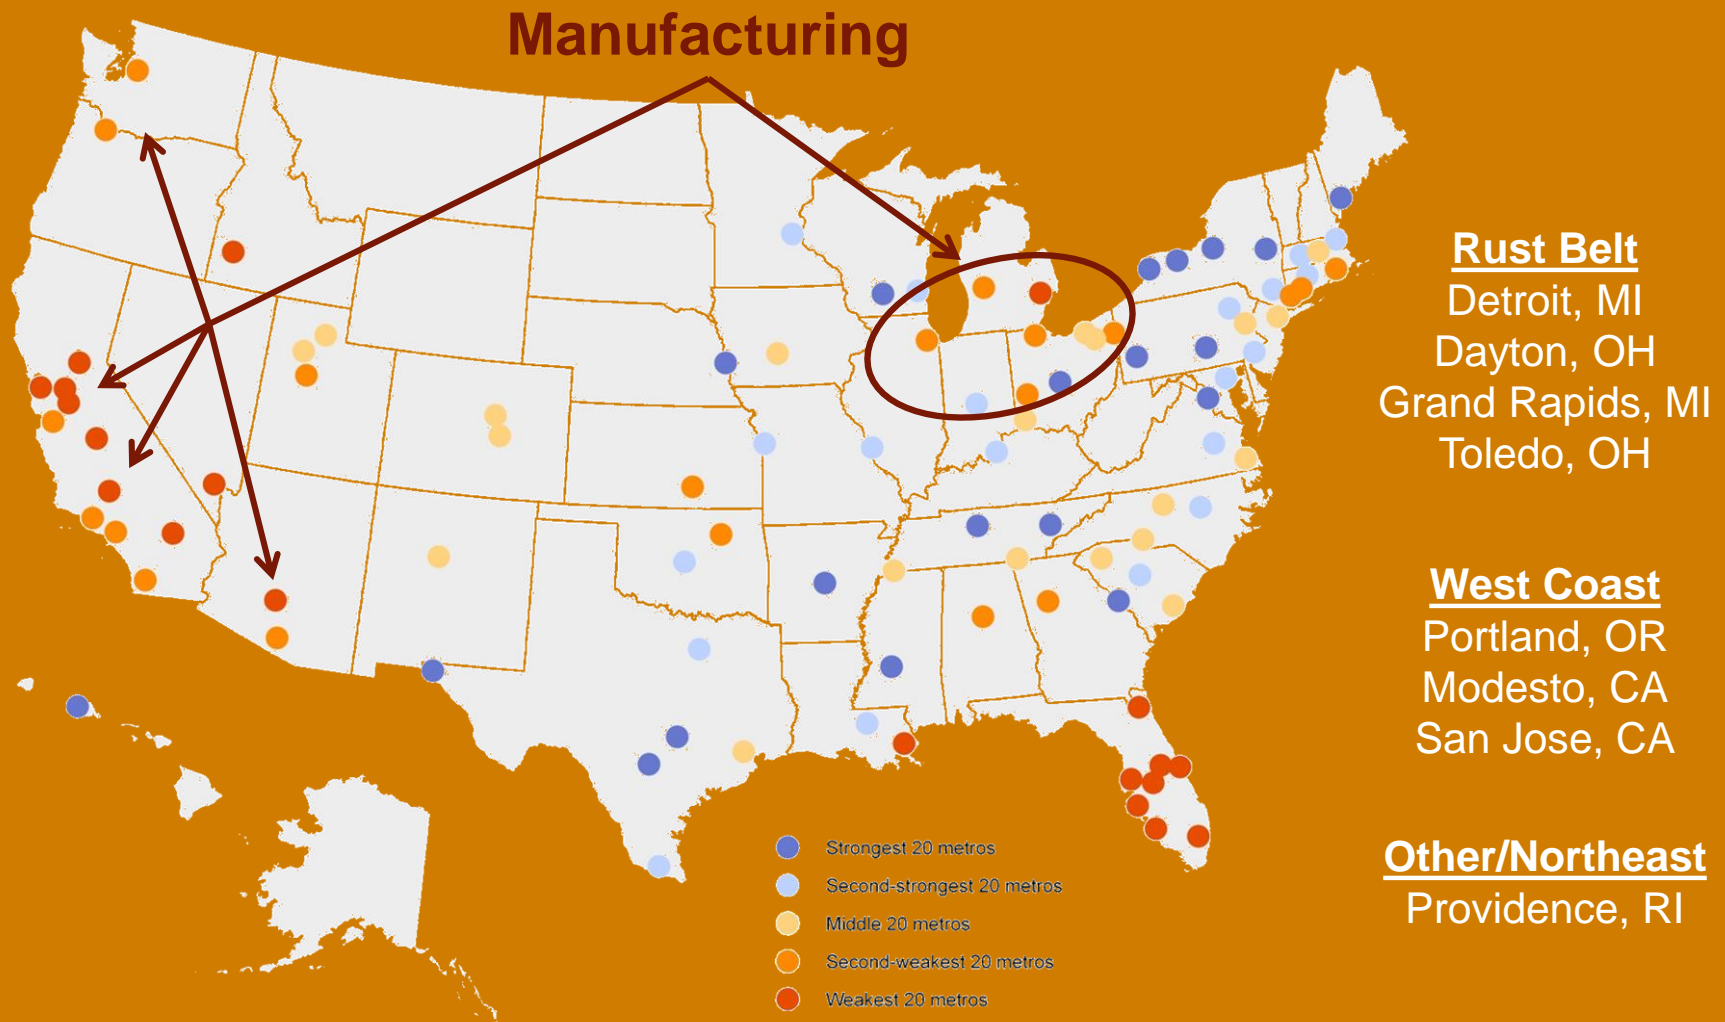 Manufacturing
Rust Belt
Detroit, MI
Dayton, OH
Grand Rapids, MI
Toledo, OH
West Coast
Portland, OR
Modesto, CA
San Jose, CA
Other/Northeast
Providence, RI
Strongest 20 metros
Second-strongest 20 metros
Middle 20 metros
Second-weakest 20 metros
Weakest 20 metros